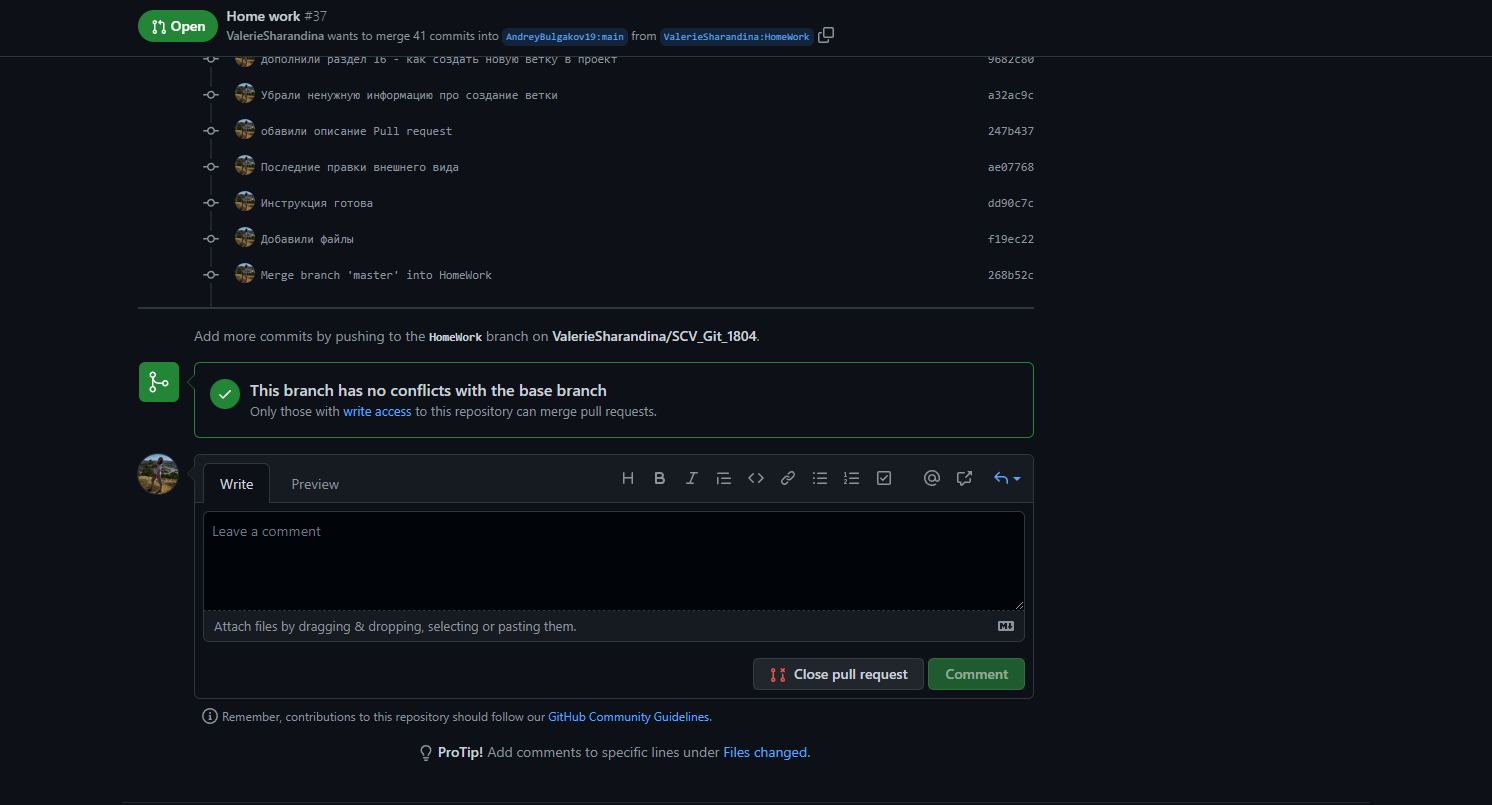 Open
Home work #37
ValerieSharandina wants to merge 41 commits into AndreyBulgakov19:main from ValerieSharandina:HomeWork
дополнили раздел 16 - как создать новую ветку в проект 9682c80
Убрали ненужную информацию про создание ветки a32ac9c
обавили описание Pull request 247b437
Последние правки внешнего вида ae07768
Инструкция готова dd90c7c
Добавили файлы f19ec22
Merge branch 'master' into HomeWork 268b52c
Add more commits by pushing to the HomeWork branch on ValerieSharandina/SCV_Git_1804.
This branch has no conflicts with the base branch
Only those with write access to this repository can merge pull requests.
Write Preview
Leave a comment
Attach files by dragging & dropping, selecting or pasting them.
Close pull request Comment
Remember, contributions to this repository should follow our GitHub Community Guidelines.
ProTip! Add comments to specific lines under Files changed.